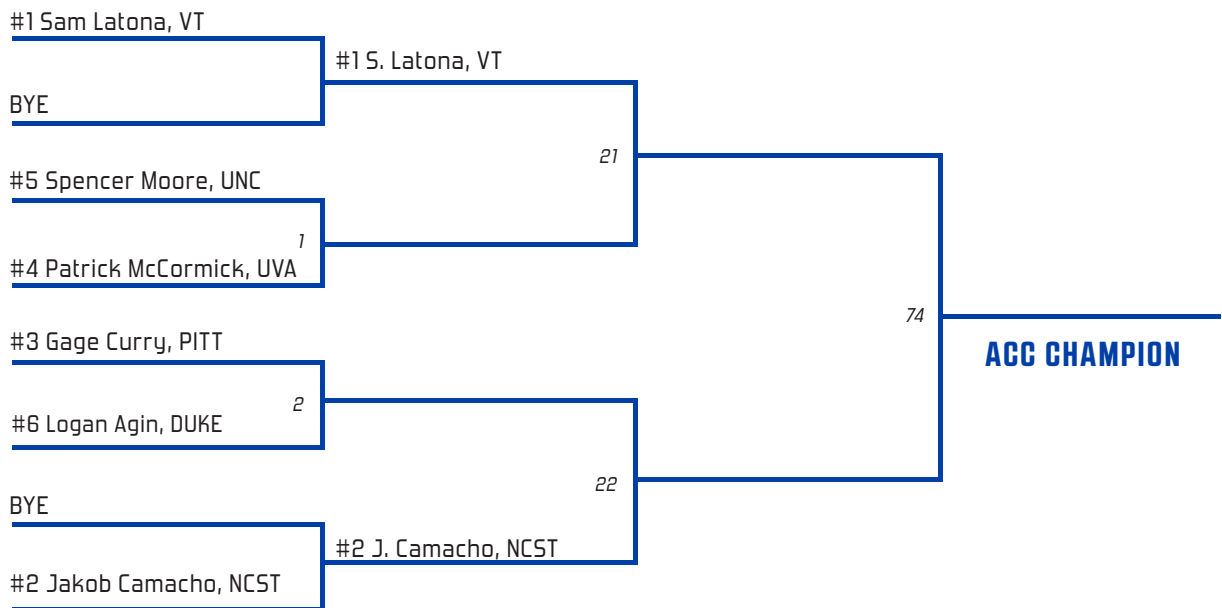 #1 Sam Latona, VT
#1 S. Latona, VT
BYE
21
#5 Spencer Moore, UNC
1
#4 Patrick McCormick, UVA
74
#3 Gage Curry, PITT
ACC CHAMPION
2
#6 Logan Agin, DUKE
22
BYE
#2 J. Camacho, NCST
#2 Jakob Camacho, NCST